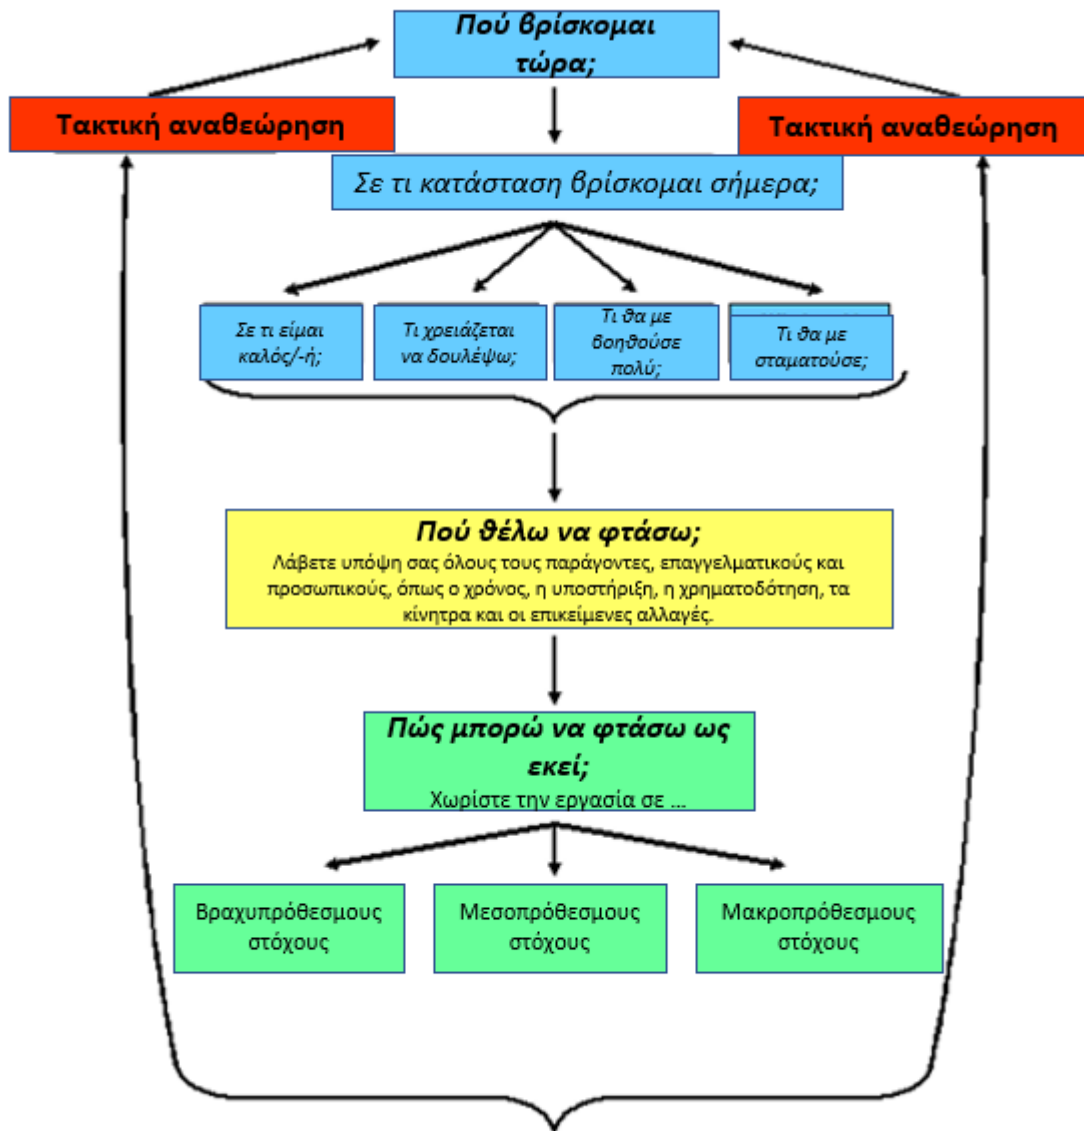 Πού βρίσκομαι
τώρα;
Τακτική αναθεώρηση
Τακτική αναθεώρηση
Σε τι κατάσταση βρίσκομαι σήμερα;
Σε τι είμαι
καλός/-ή;
Τι χρειάζεται
να δουλέψω;
Τι θα με
βοηθούσε
πολύ;
Τι θα με
σταματούσε;
Πού θέλω να φτάσω;
Λάβετε υπόψη σας όλους τους παράγοντες, επαγγελματικούς και
προσωπικούς, όπως ο χρόνος, η υποστήριξη, η χρηματοδότηση, τα
κίνητρα και οι επικείμενες αλλαγές.
Πώς μπορώ να φτάσω ως
εκεί;
Χωρίστε την εργασία σε ...
Βραχυπρόθεσμους
στόχους
Μεσοπρόθεσμους
στόχους
Μακροπρόθεσμους
στόχους